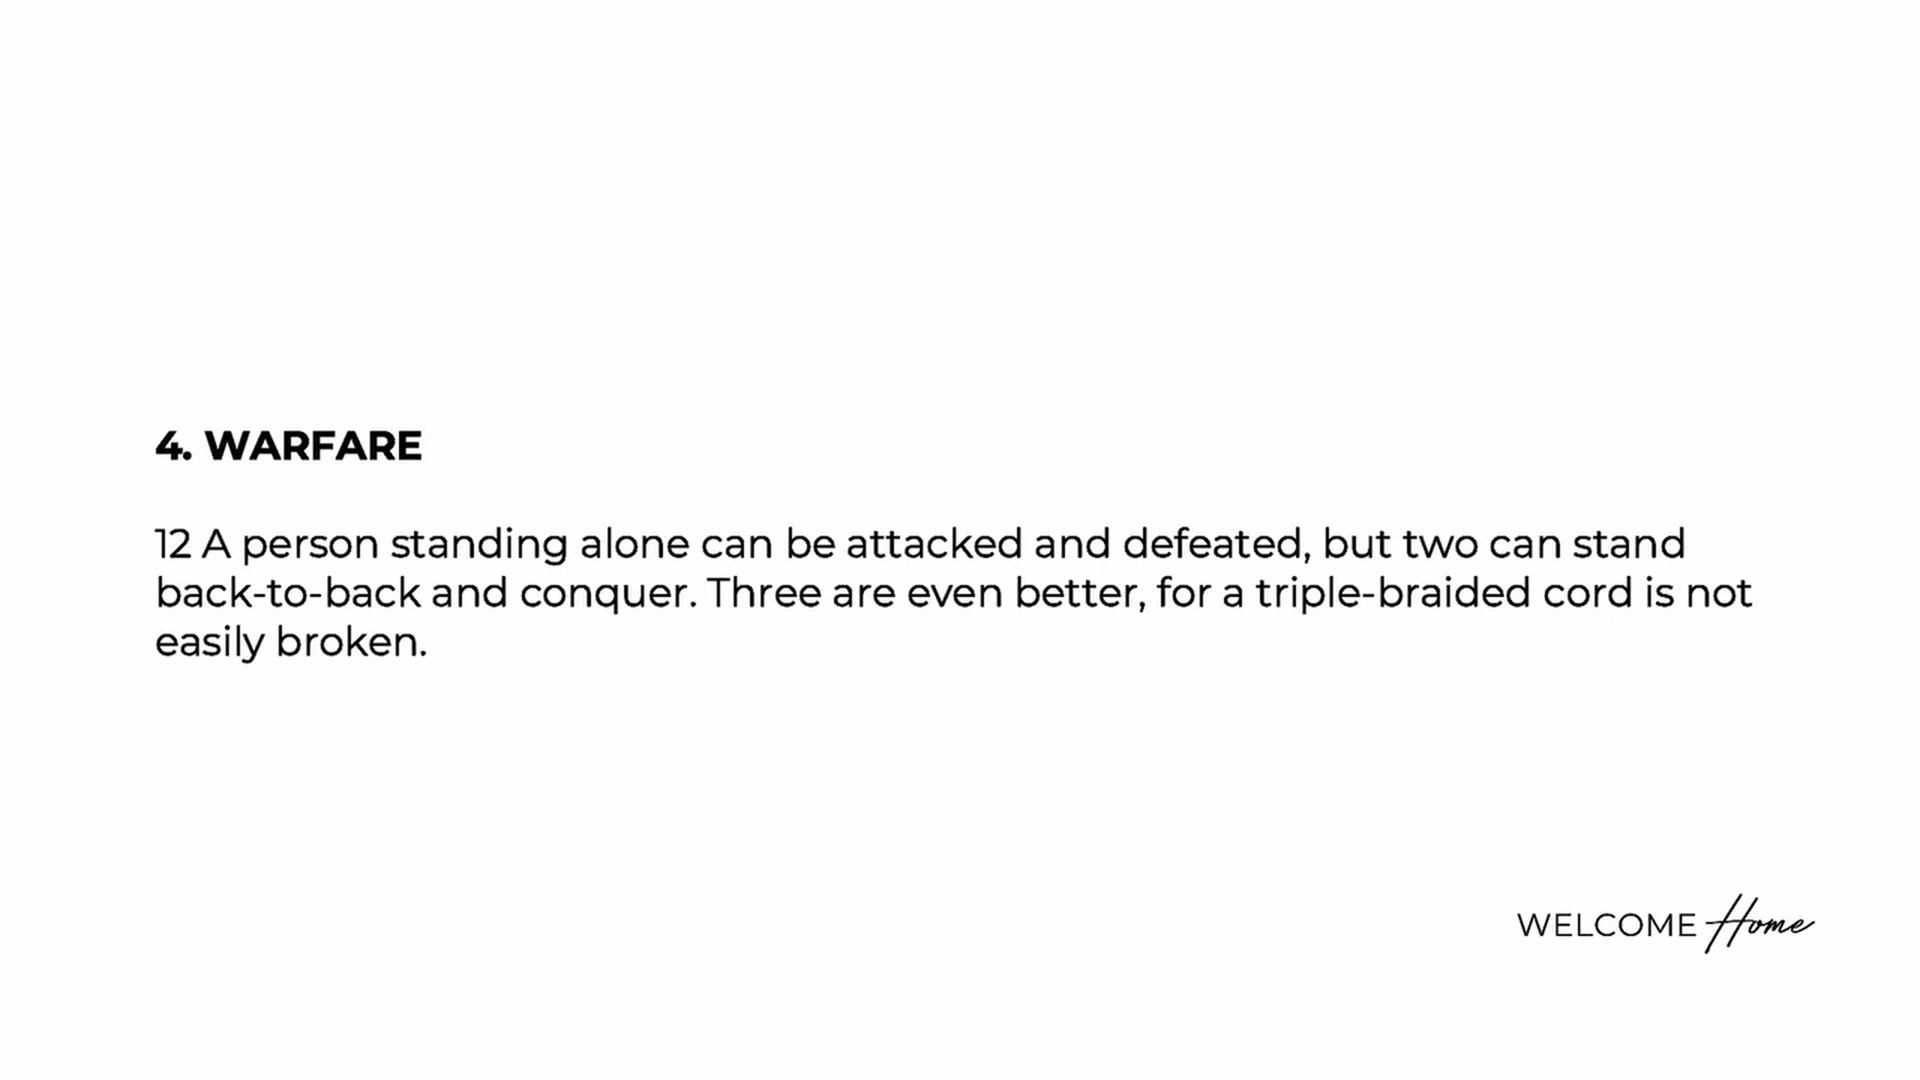 4. WARFARE
12 A person standing alone can be attacked and defeated, but two can stand
back-to-back and conquer. Three are even better, for a triple-braided cord is not
easily broken.
WELCOME Home